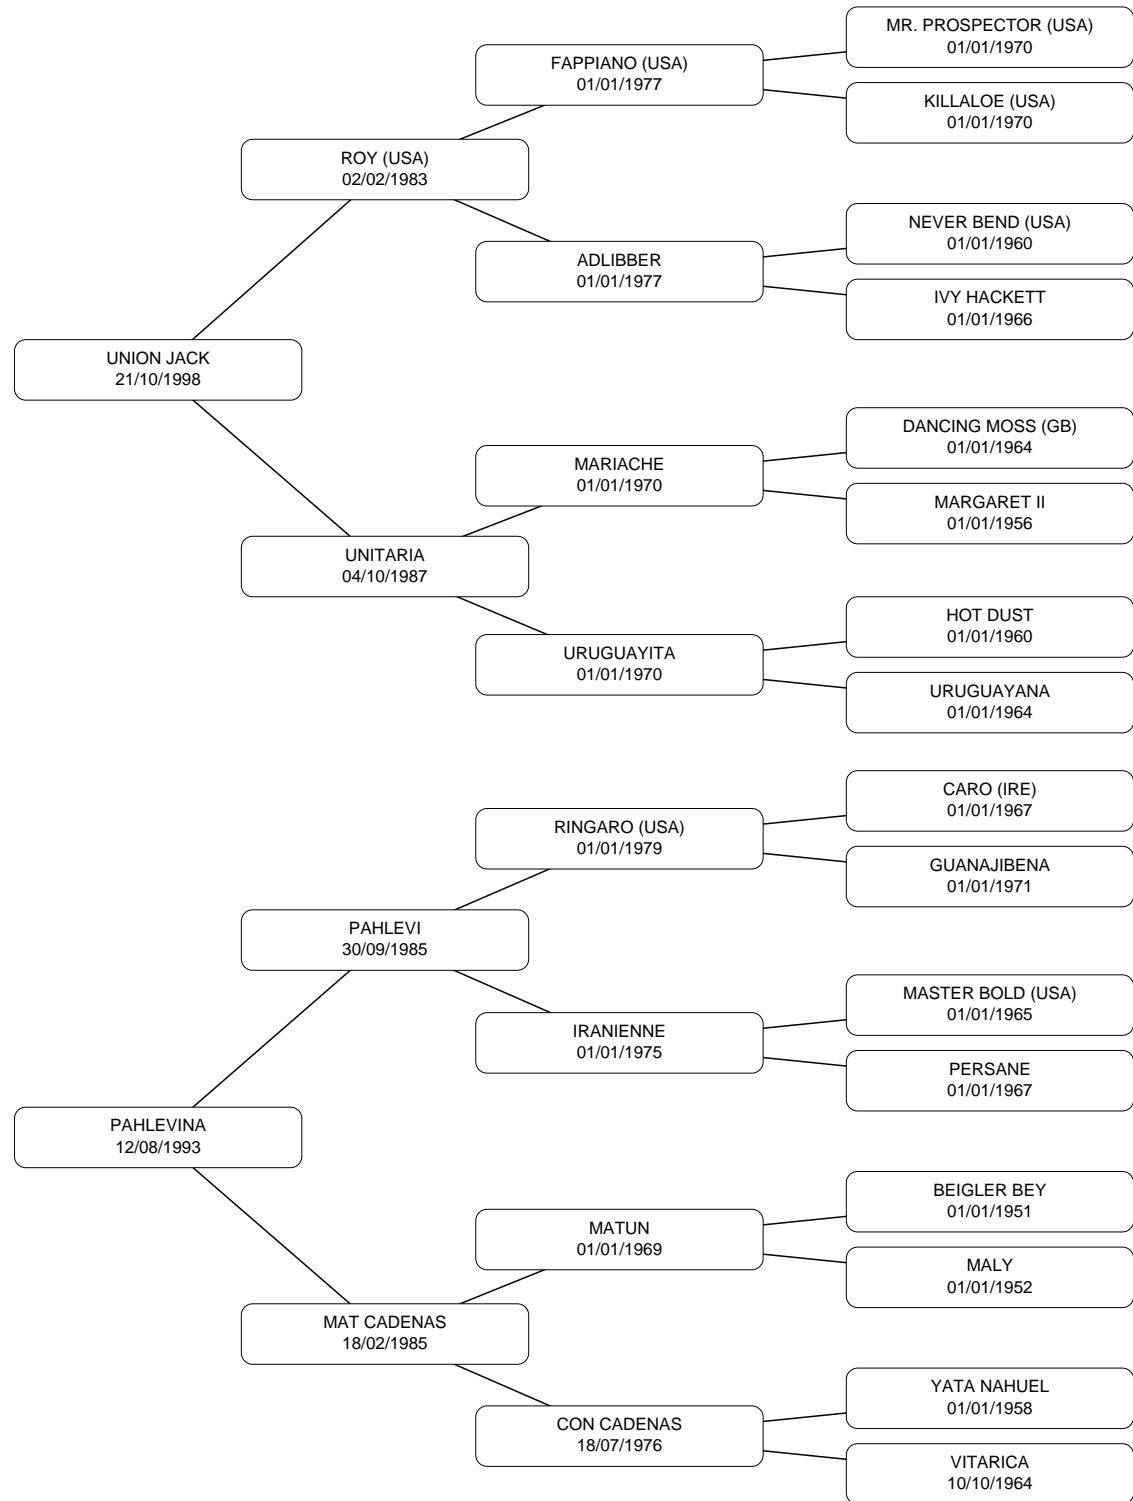 MR. PROSPECTOR (USA)
01/01/1970
FAPPIANO (USA)
01/01/1977
KILLALOE (USA)
01/01/1970
ROY (USA)
02/02/1983
NEVER BEND (USA)
01/01/1960
ADLIBBER
01/01/1977
IVY HACKETT
01/01/1966
UNION JACK
21/10/1998
DANCING MOSS (GB)
01/01/1964
MARIACHE
01/01/1970
MARGARET II
01/01/1956
UNITARIA
04/10/1987
HOT DUST
01/01/1960
URUGUAYITA
01/01/1970
URUGUAYANA
01/01/1964
CARO (IRE)
01/01/1967
RINGARO (USA)
01/01/1979
GUANAJIBENA
01/01/1971
PAHLEVI
30/09/1985
MASTER BOLD (USA)
01/01/1965
IRANIENNE
01/01/1975
PERSANE
01/01/1967
PAHLEVINA
12/08/1993
BEIGLER BEY
01/01/1951
MATUN
01/01/1969
MALY
01/01/1952
MAT CADENAS
18/02/1985
YATA NAHUEL
01/01/1958
CON CADENAS
18/07/1976
VITARICA
10/10/1964